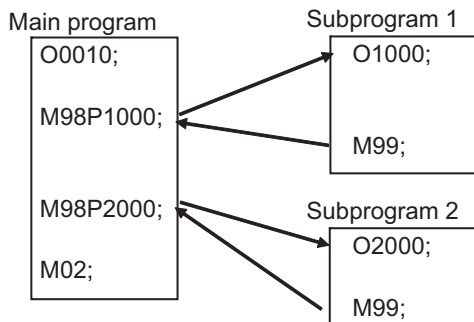 Main program
O0010;
M98P1000;
M98P2000;
M02;
Subprogram 1
O1000;
M99;
Subprogram 2
O2000;
M99;